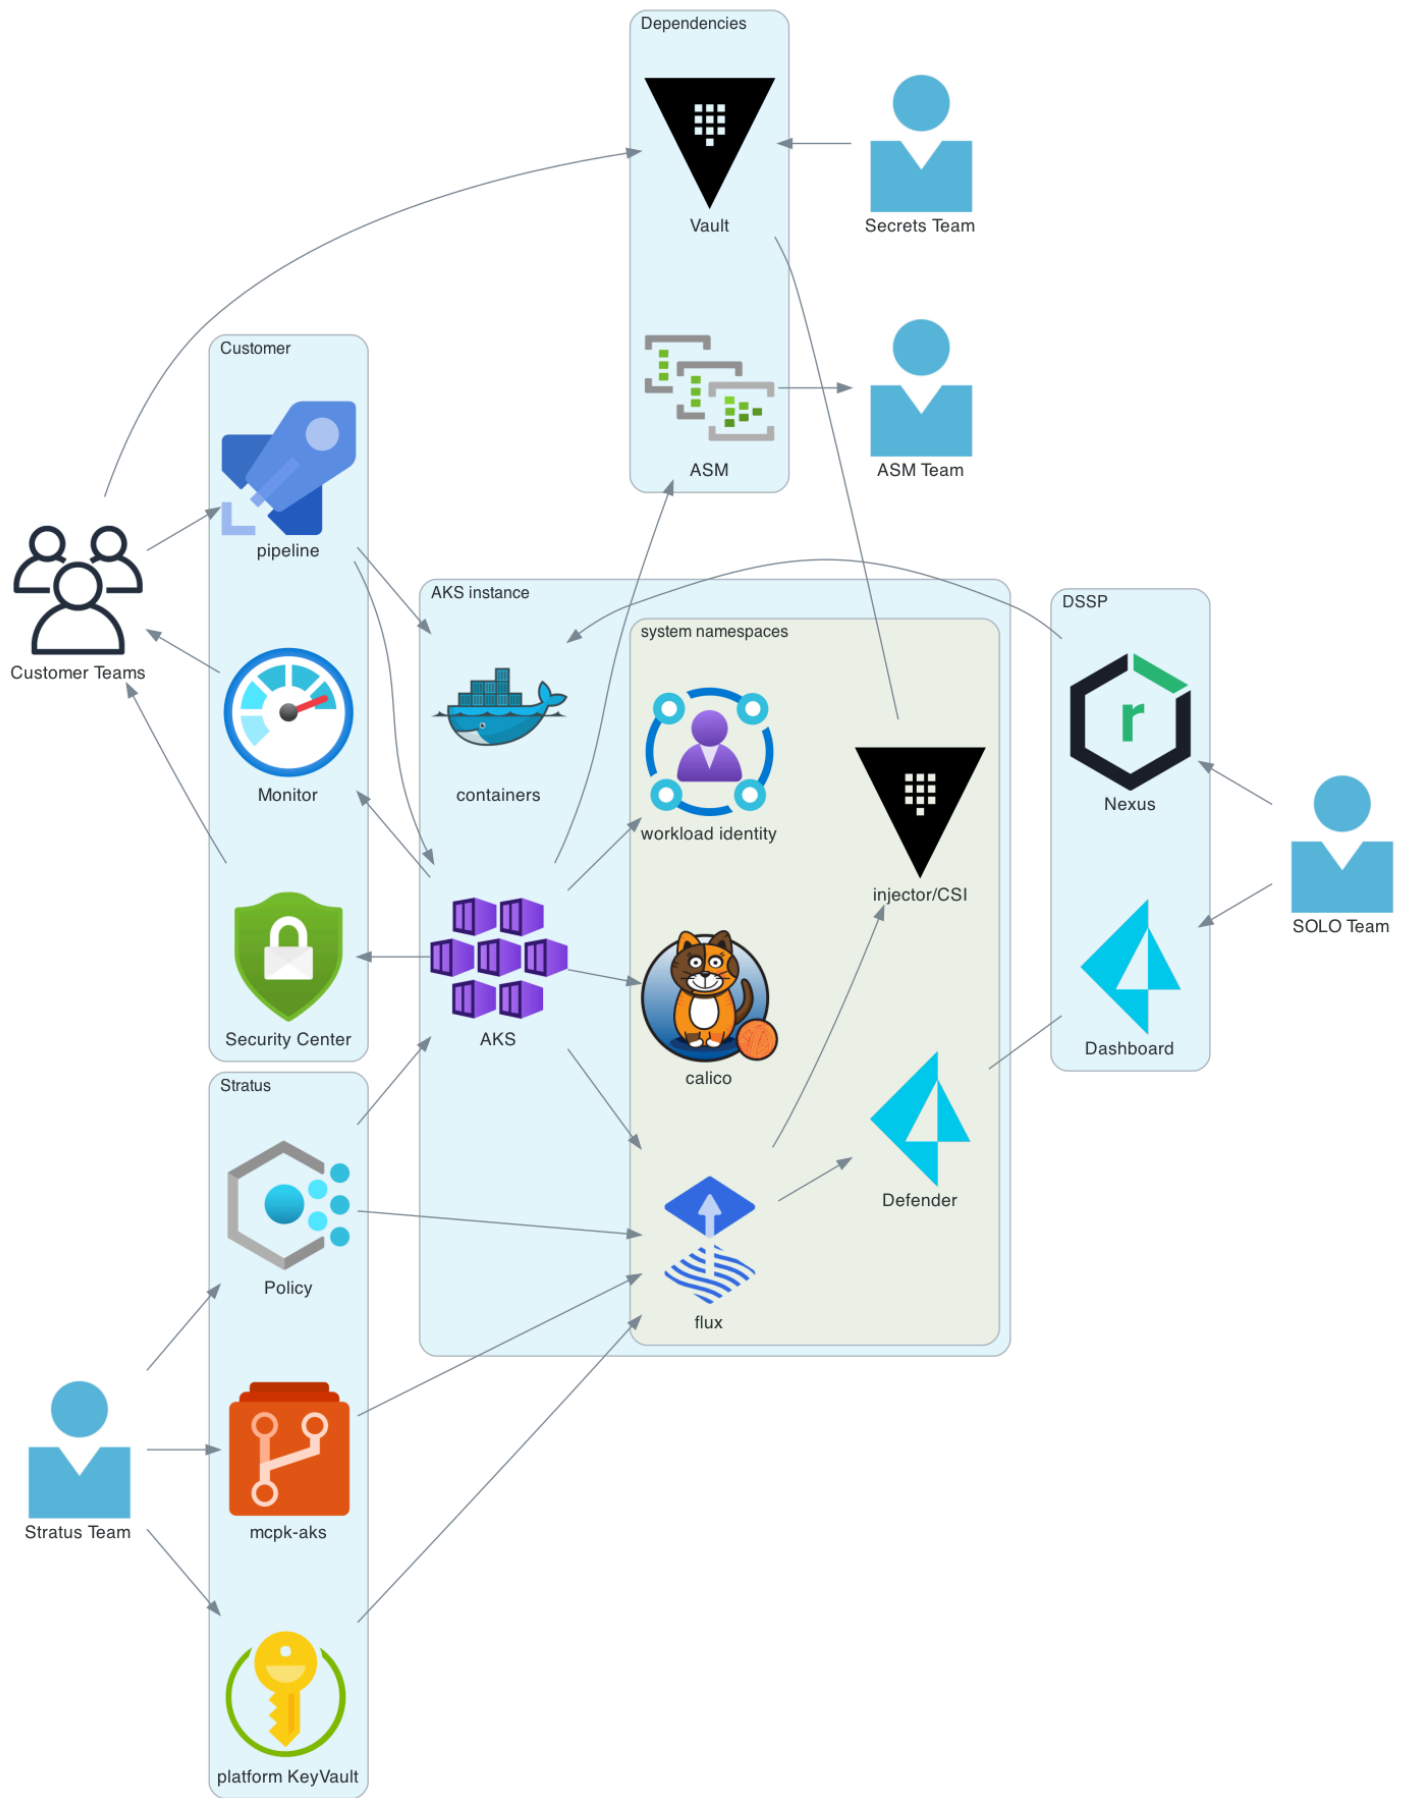 Dependencies
Vault
Secrets Team
ASM
ASM Team
Customer
pipeline
Customer Teams
Monitor
Security Center
AKS instance
containers
AKS
system namespaces
workload identity
injector/CSI
calico
Defender
flux
DSSP
r
Nexus
Dashboard
SOLO Team
Stratus
Policy
mcpk-aks
Stratus Team
platform KeyVault